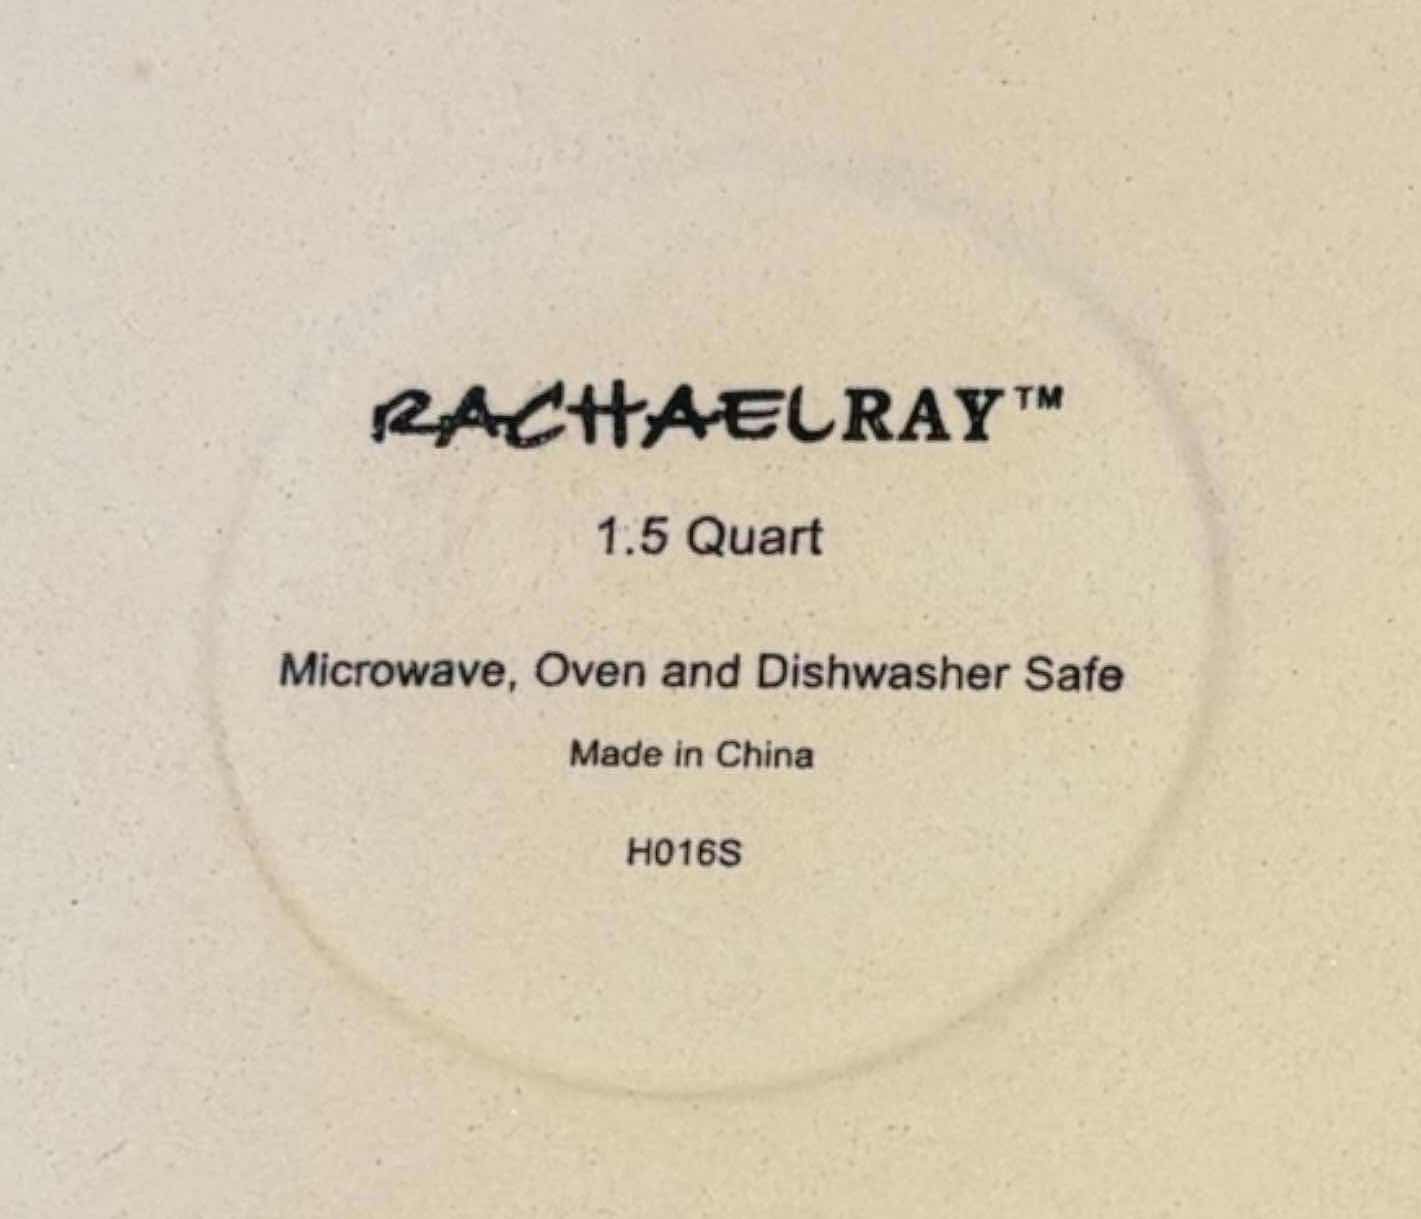 RACHAELRAY™
1.5 Quart
Microwave, Oven and Dishwasher Safe
Made in China
H016S